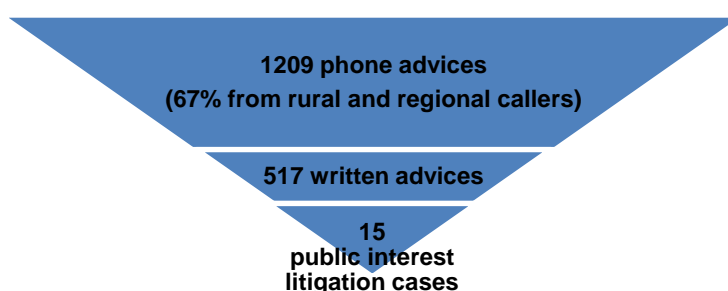 1209 phone advices
(67% from rural and regional callers)
517 written advices
15
public interest
litigation cases